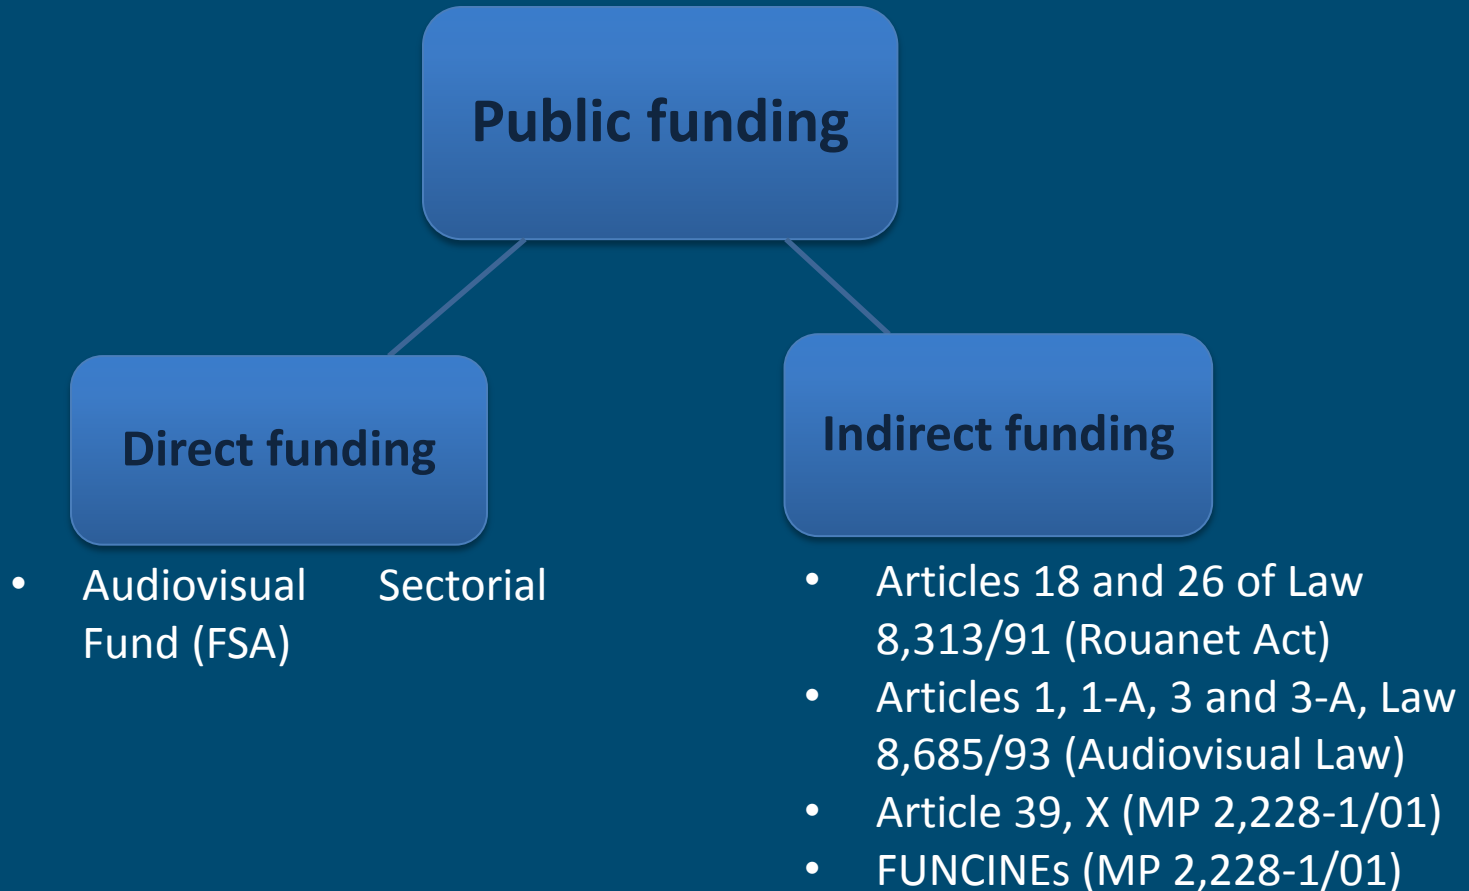 Public funding
Direct funding
• Audiovisual Sectorial
Fund (FSA)
Indirect funding
• Articles 18 and 26 of Law
8,313/91 (Rouanet Act)
• Articles 1, 1-A, 3 and 3-A, Law
8,685/93 (Audiovisual Law)
• Article 39, X (MP 2,228-1/01)
• FUNCINEs (MP 2,228-1/01)